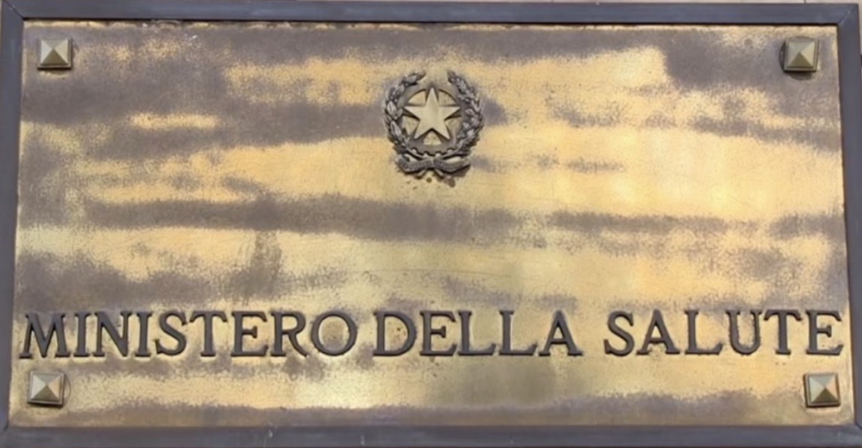 MINISTERO DELLA SALUTE